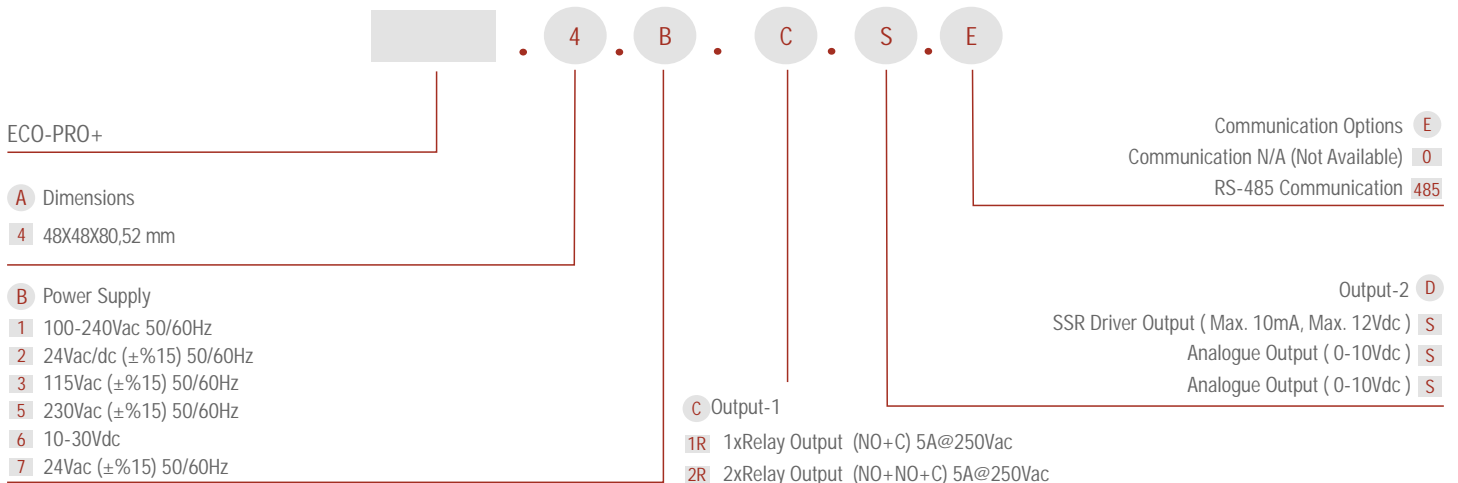 4 . B . C . S . E
ECO-PRO+
A Dimensions
4 48X48X80,52 mm
B Power Supply
1 100-240Vac 50/60Hz
2 24Vac/dc (±%15) 50/60Hz
3 115Vac (±%15) 50/60Hz
5 230Vac (±%15) 50/60Hz
6 10-30Vdc
7 24Vac (±%15) 50/60Hz
C Output-1
1R 1xRelay Output (NO+C) 5A@250Vac
2R 2xRelay Output (NO+NO+C) 5A@250Vac
Communication Options E
Communication N/A (Not Available) 0
RS-485 Communication 485
Output-2 D
SSR Driver Output ( Max. 10mA, Max. 12Vdc ) S
Analogue Output ( 0-10Vdc ) S
Analogue Output ( 0-10Vdc ) S